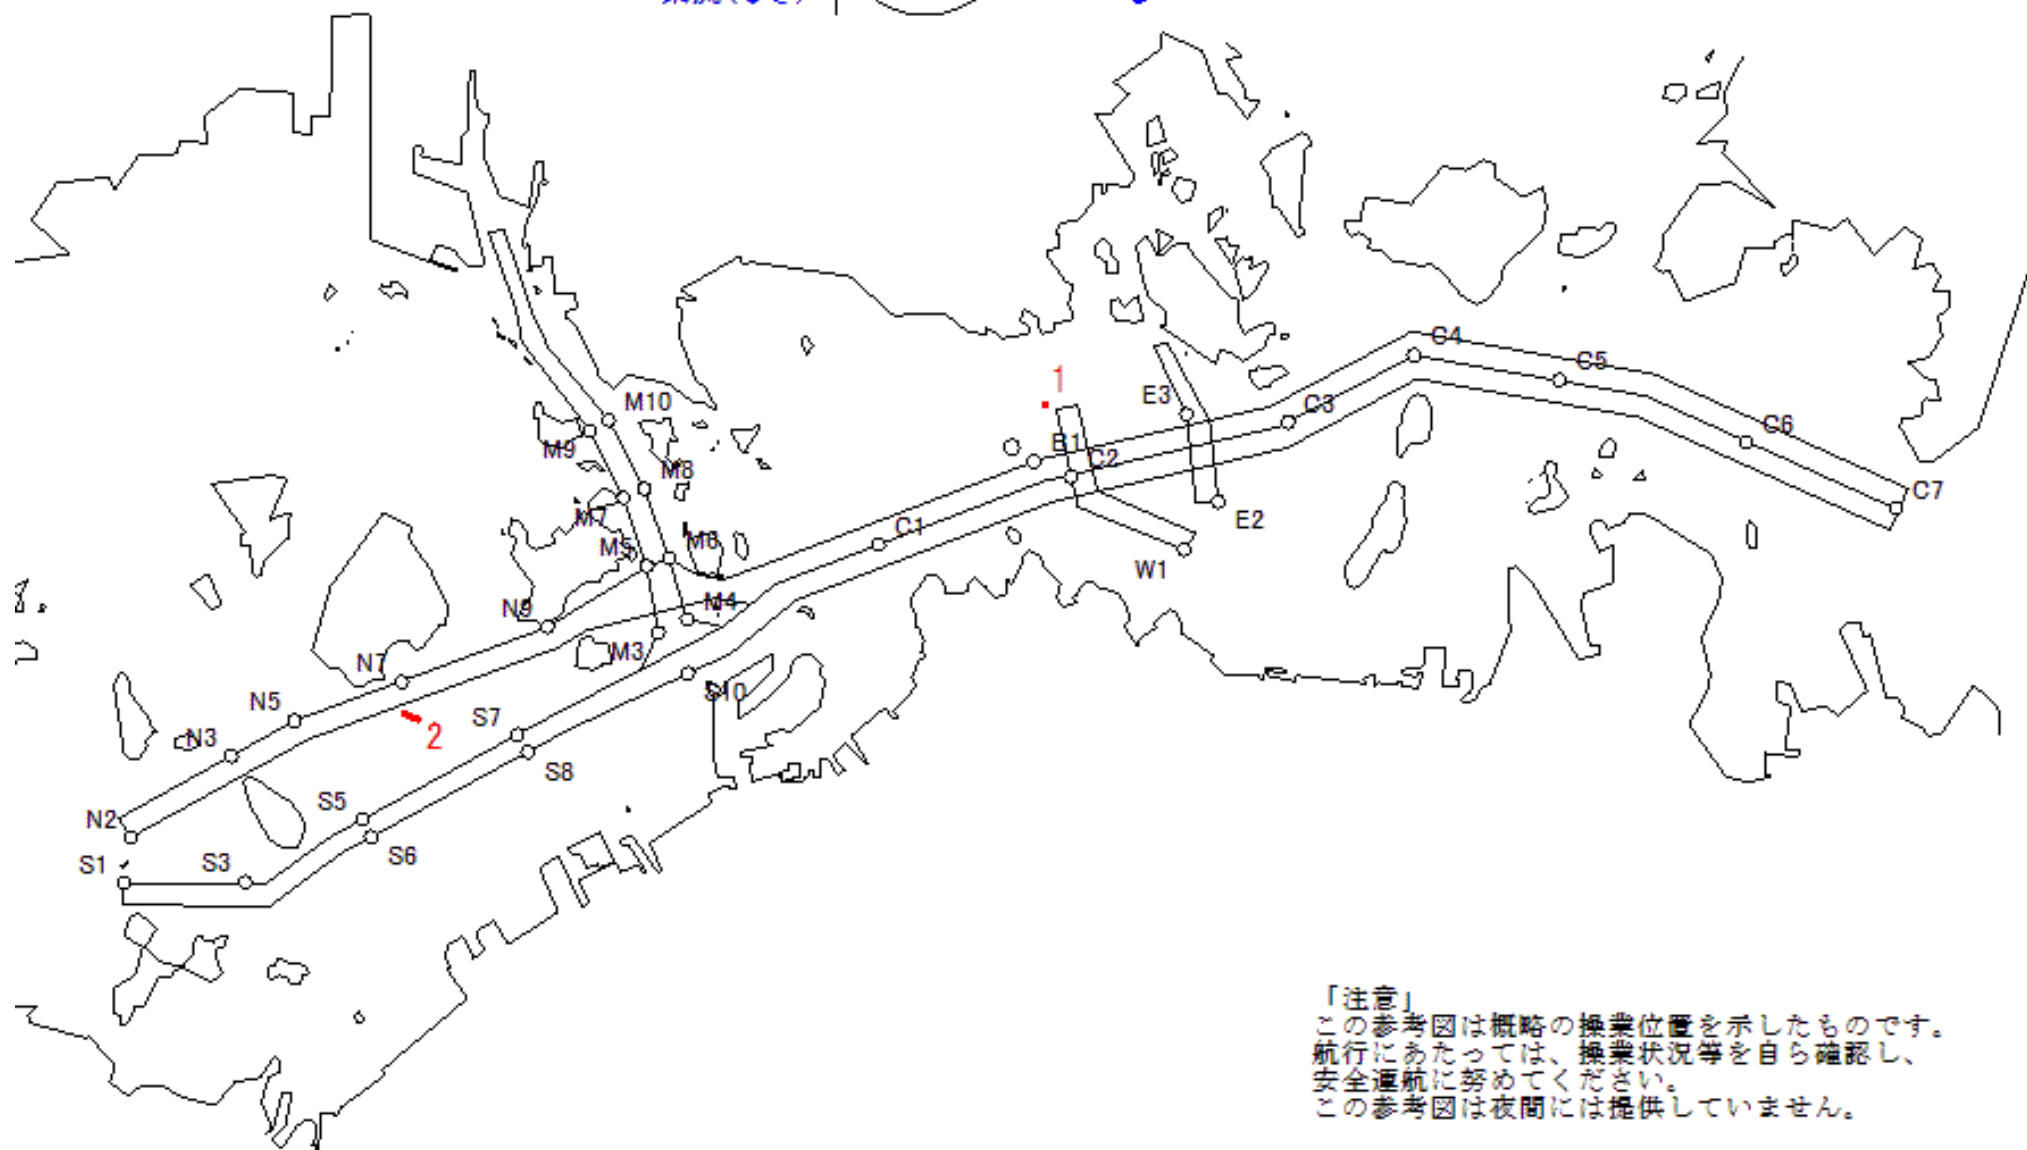 C4
C5
1
E3
M10
C3
C6
B1
M9
C2
M8
C7
M7
E2
C1
M5
M6
W1
N9
M4
M3
N7
S10
N5
S7
2
N3
S8
S5
N2
S6
S1
S3
「注意」
この参考図は概略の操業位置を示したものです。
航行にあたっては、操業状況等を自ら確認し、
安全運航に努めてください。
この参考図は夜間には提供していません。